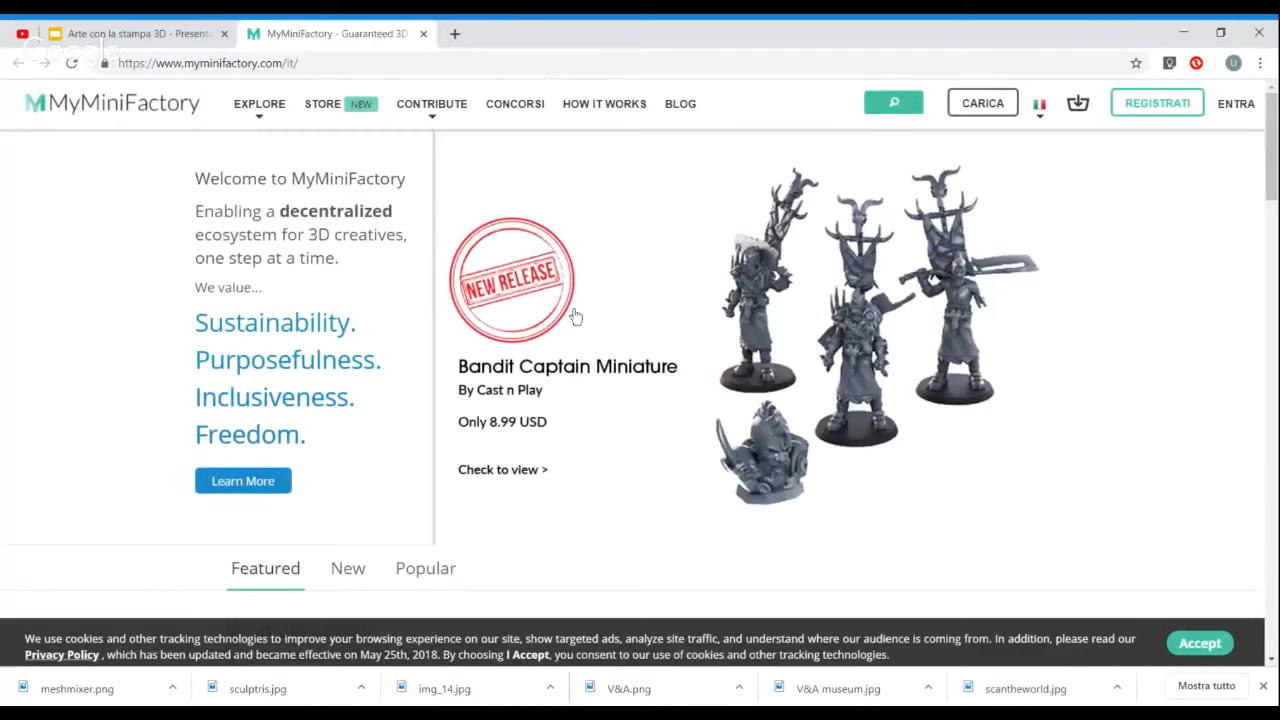 Arte con la stampa 3D - Present
MyMiniFactory - Guaranteed 3D
Google
https://www.myminifactory.com/it/
MyMiniFactory
EXPLORE
STORE NEW
CONTRIBUTE
CONCORSI
HOW IT WORKS
BLOG
CARICA
REGISTRATI
ENTRA
Welcome to MyMiniFactory
Enabling a decentralized
ecosystem for 3D creatives,
one step at a time.
We value...
Sustainability.
Purposefulness.
Inclusiveness.
Freedom.
Learn More
NEW RELEASE
Bandit Captain Miniature
By Cast n Play
Only 8.99 USD
Check to view >
Featured
New
Popular
We use cookies and other tracking technologies to improve your browsing experience on our site, show targeted ads, analyze site traffic, and understand where our audience is coming from. In addition, please read our
Privacy Policy , which has been updated and became effective on May 25th, 2018. By choosing I Accept, you consent to our use of cookies and other tracking technologies.
Accept
meshmixer.png
sculptris.jpg
img_14.jpg
V&A.png
V&A museum.jpg
scantheworld.jpg
Mostra tutto